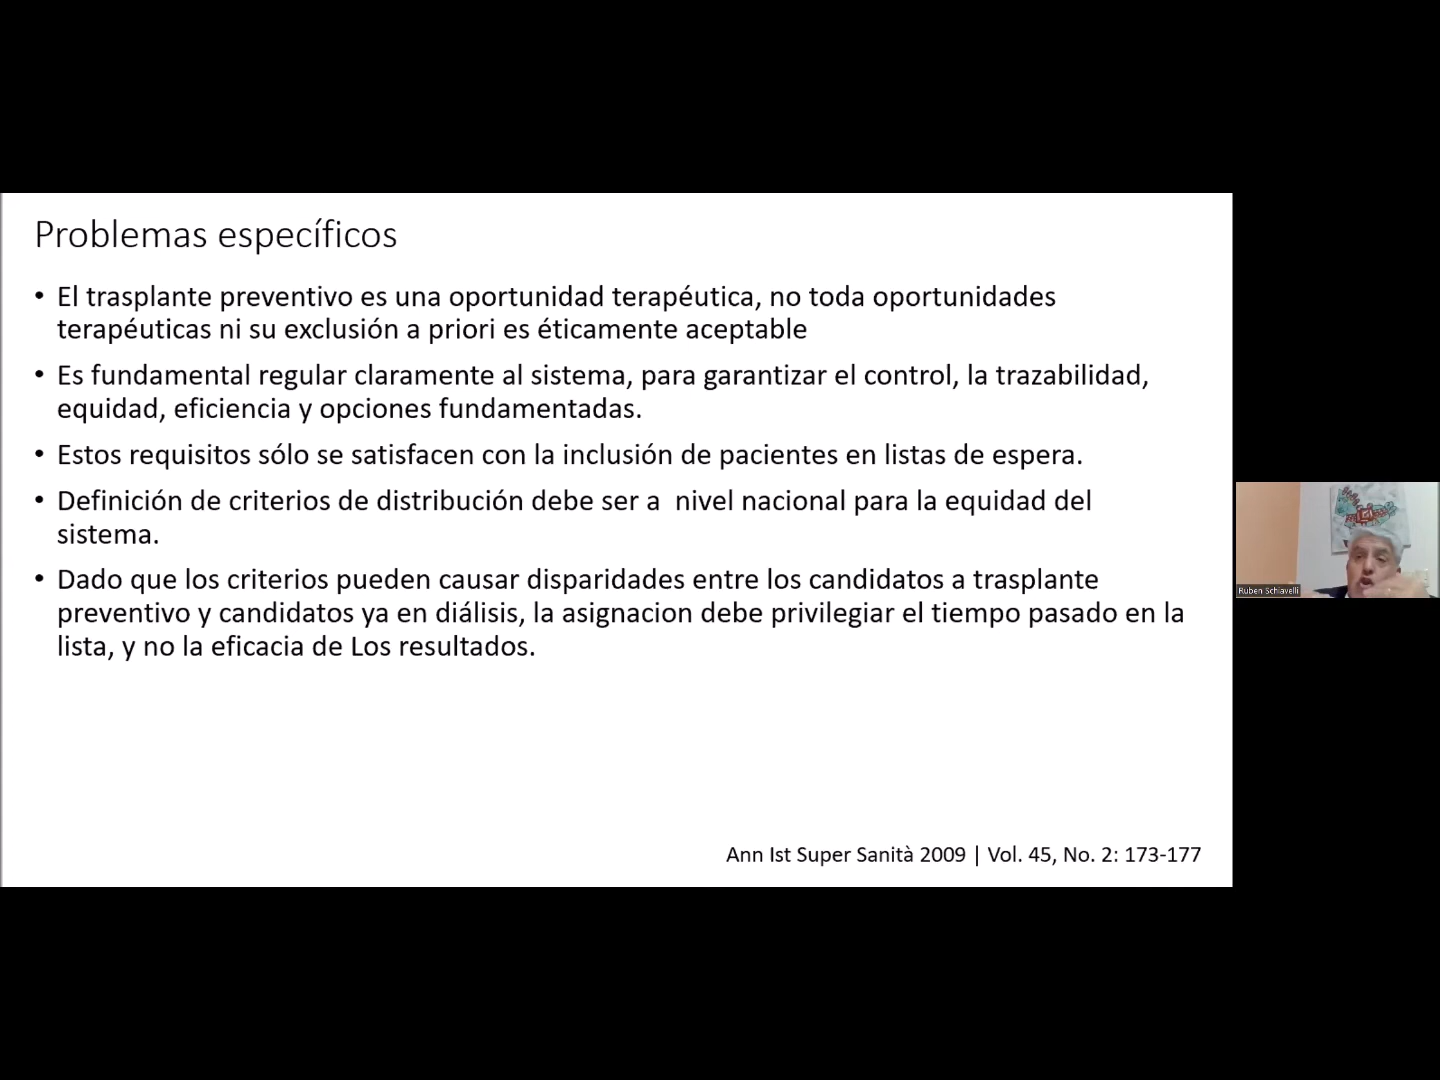 Problemas específicos
• El trasplante preventivo es una oportunidad terapéutica, no toda oportunidades
terapéuticas ni su exclusión a priori es éticamente aceptable
• Es fundamental regular claramente al sistema, para garantizar el control, la trazabilidad,
equidad, eficiencia y opciones fundamentadas.
• Estos requisitos sólo se satisfacen con la inclusión de pacientes en listas de espera.
• Definición de criterios de distribución debe ser a  nivel nacional para la equidad del
sistema.
• Dado que los criterios pueden causar disparidades entre los candidatos a trasplante
preventivo y candidatos ya en diálisis, la asignacion debe privilegiar el tiempo pasado en la
lista, y no la eficacia de Los resultados.
Ann Ist Super Sanità 2009 | Vol. 45, No. 2: 173-177
Ruben Schiavelli